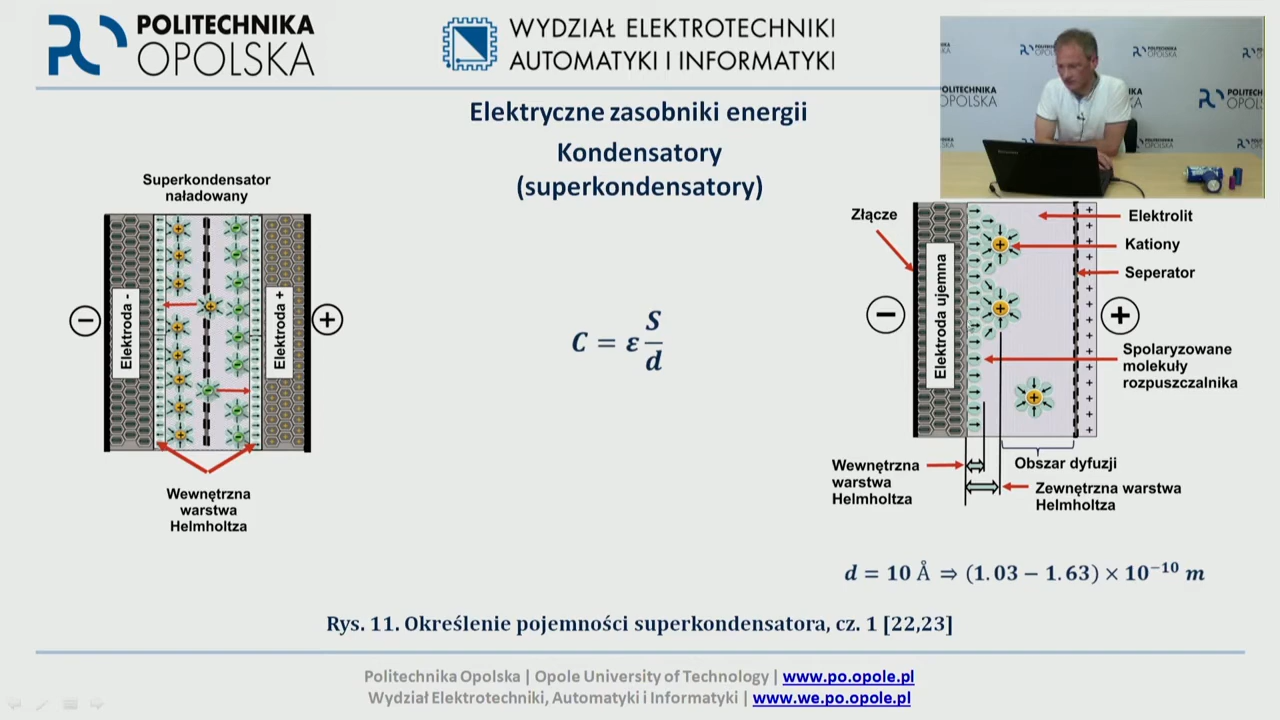 POLITECHNIKA
OPOLSKA
WYDZIAŁ ELEKTROTECHNIKI
AUTOMATYKI I INFORMATYKI
Elektryczne zasobniki energii
Kondensatory
(superkondensatory)
Superkondensator
naładowany
Elektroda -
Elektroda +
Wewnętrzna
warstwa
Helmholtza
C = ε S/d
Złącze
Elektroda ujemna
Elektrolit
Kationy
Seperator
Spolaryzowane
molekuły
rozpuszczalnika
Wewnętrzna
warstwa
Helmholtza
Obszar dyfuzji
Zewnętrzna warstwa
Helmholtza
d = 10 Å ⇒ (1.03 − 1.63) × 10⁻¹⁰ m
Rys. 11. Określenie pojemności superkondensatora, cz. 1 [22,23]
Politechnika Opolska | Opole University of Technology | www.po.opole.pl
Wydział Elektrotechniki, Automatyki i Informatyki | www.we.po.opole.pl